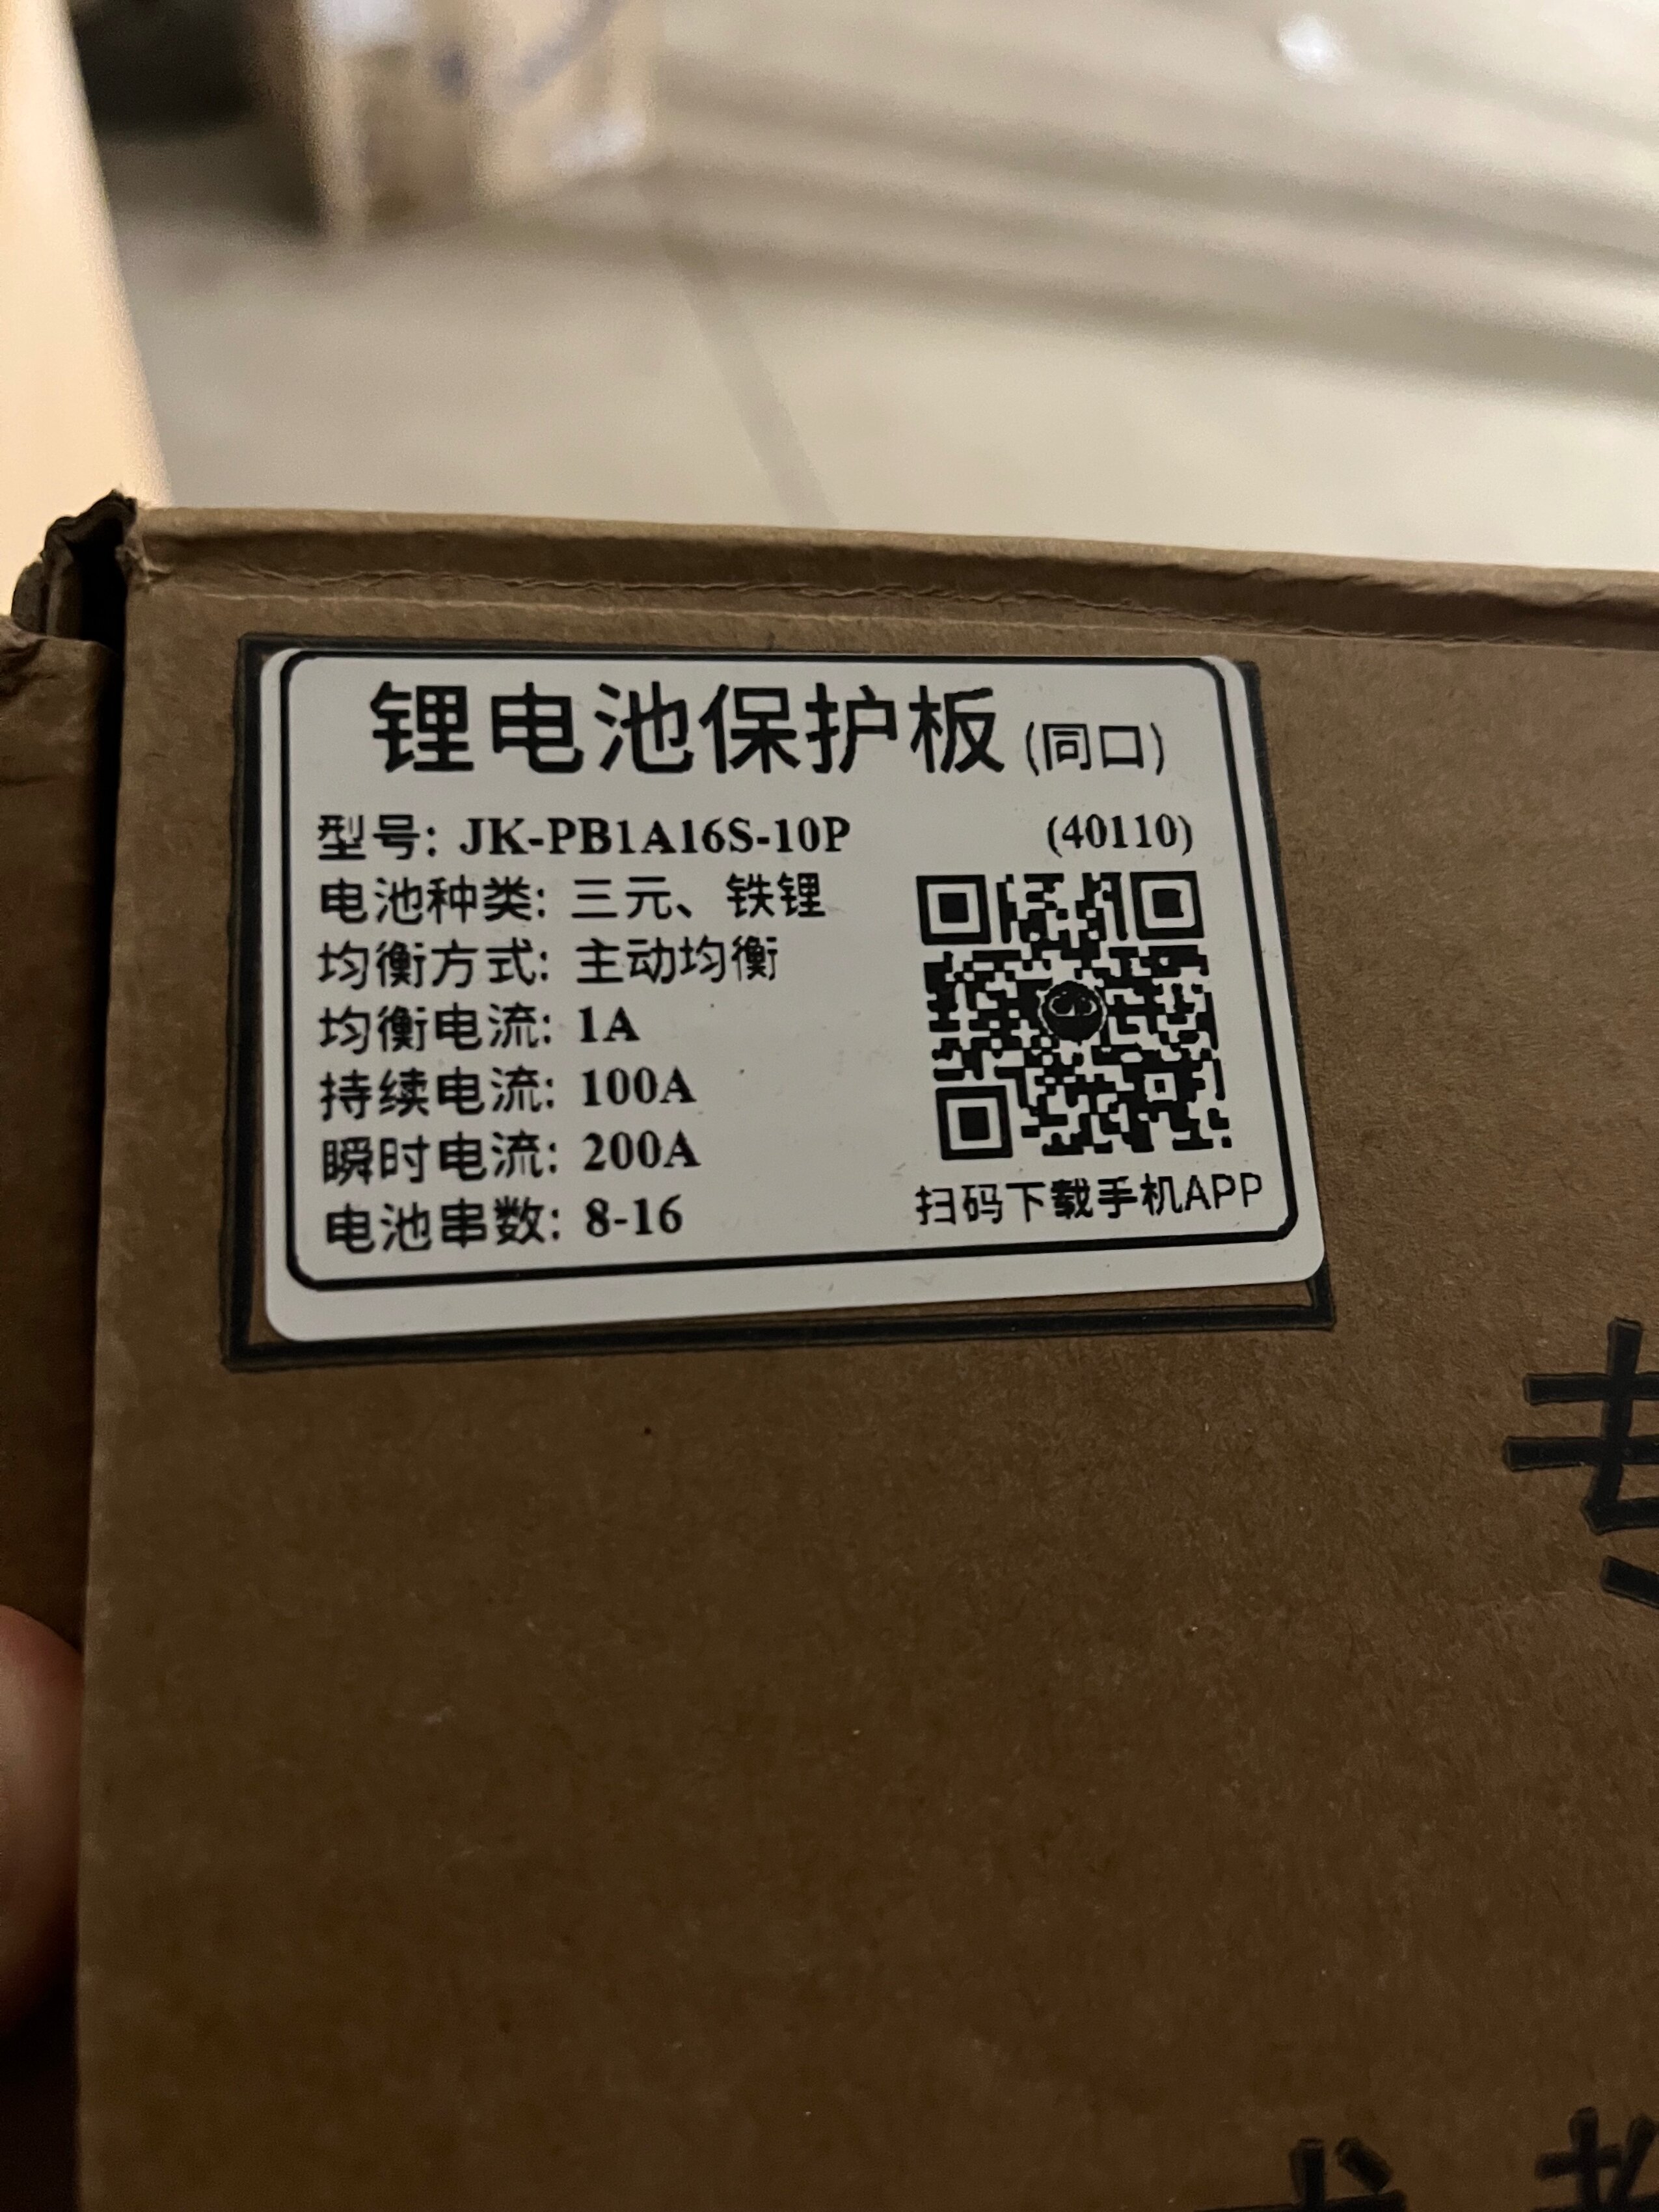 锂电池保护板(同口)
型号: JK-PB1A16S-10P (40110)
电池种类: 三元、铁锂
均衡方式: 主动均衡
均衡电流: 1A
持续电流: 100A
瞬时电流: 200A
电池串数: 8-16
扫码下载手机APP